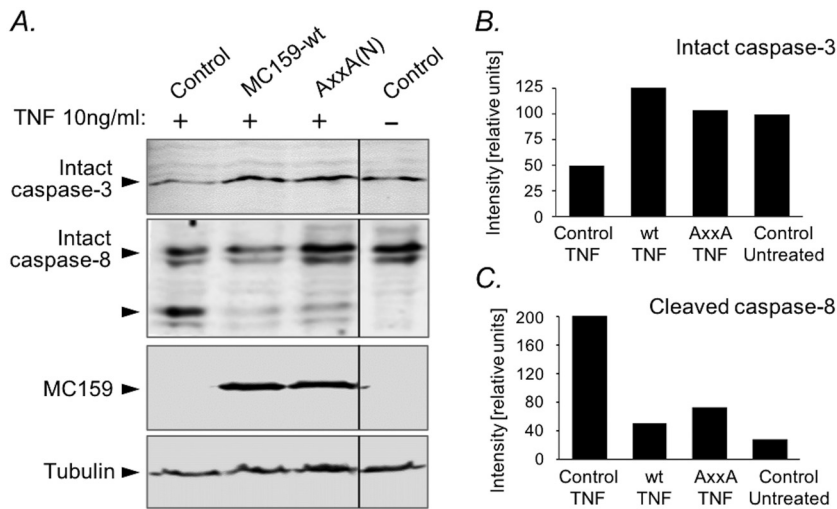 A.
Control
MC159-wt
AxxA(N)
Control
TNF 10ng/ml: + + + −
Intact
caspase-3
Intact
caspase-8
MC159
Tubulin
B.
Intact caspase-3
Intensity [relative units]
125
100
75
50
25
0
Control wt AxxA Control
TNF TNF TNF Untreated
C.
Cleaved caspase-8
Intensity [relative units]
200
160
120
80
40
0
Control wt AxxA Control
TNF TNF TNF Untreated